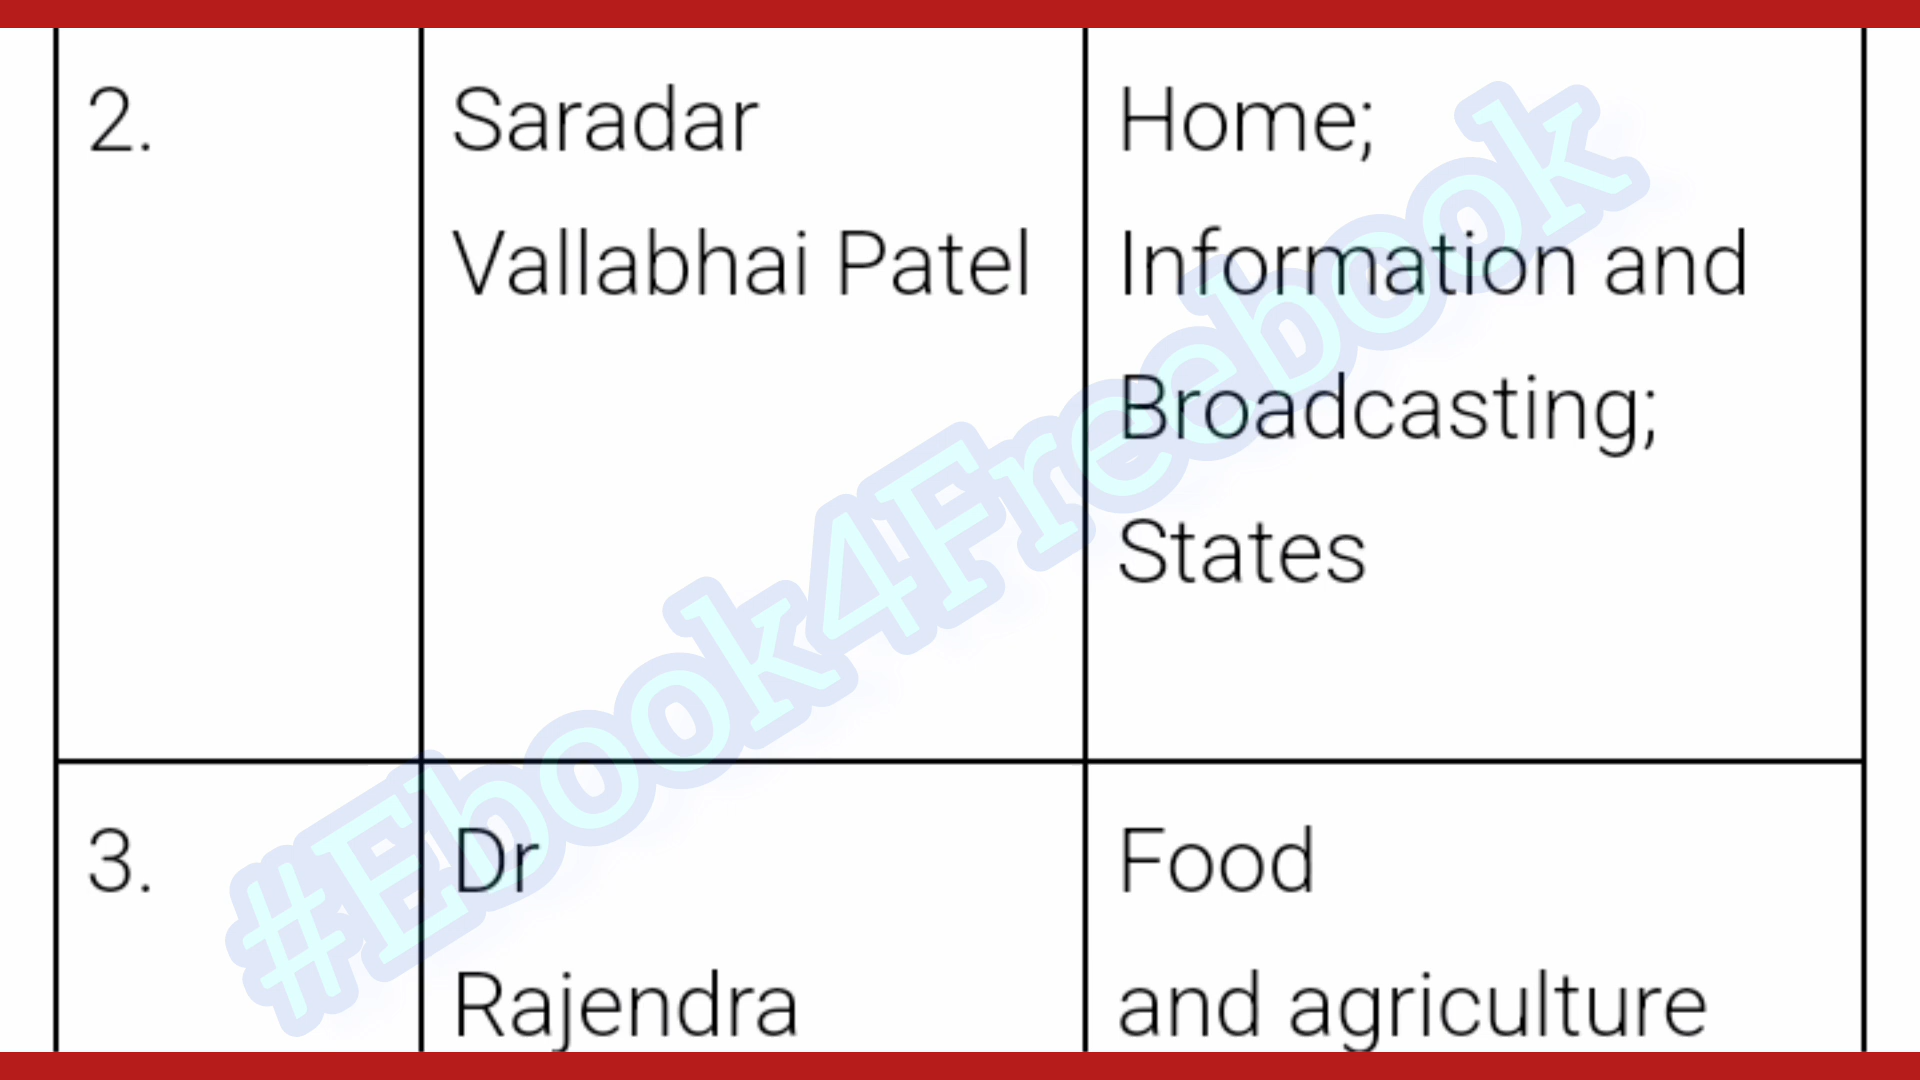 2.
Saradar
Vallabhai Patel
Home;
Information and
Broadcasting;
States
3.
Dr
Rajendra
Food
and agriculture
#Ebook4Freebook